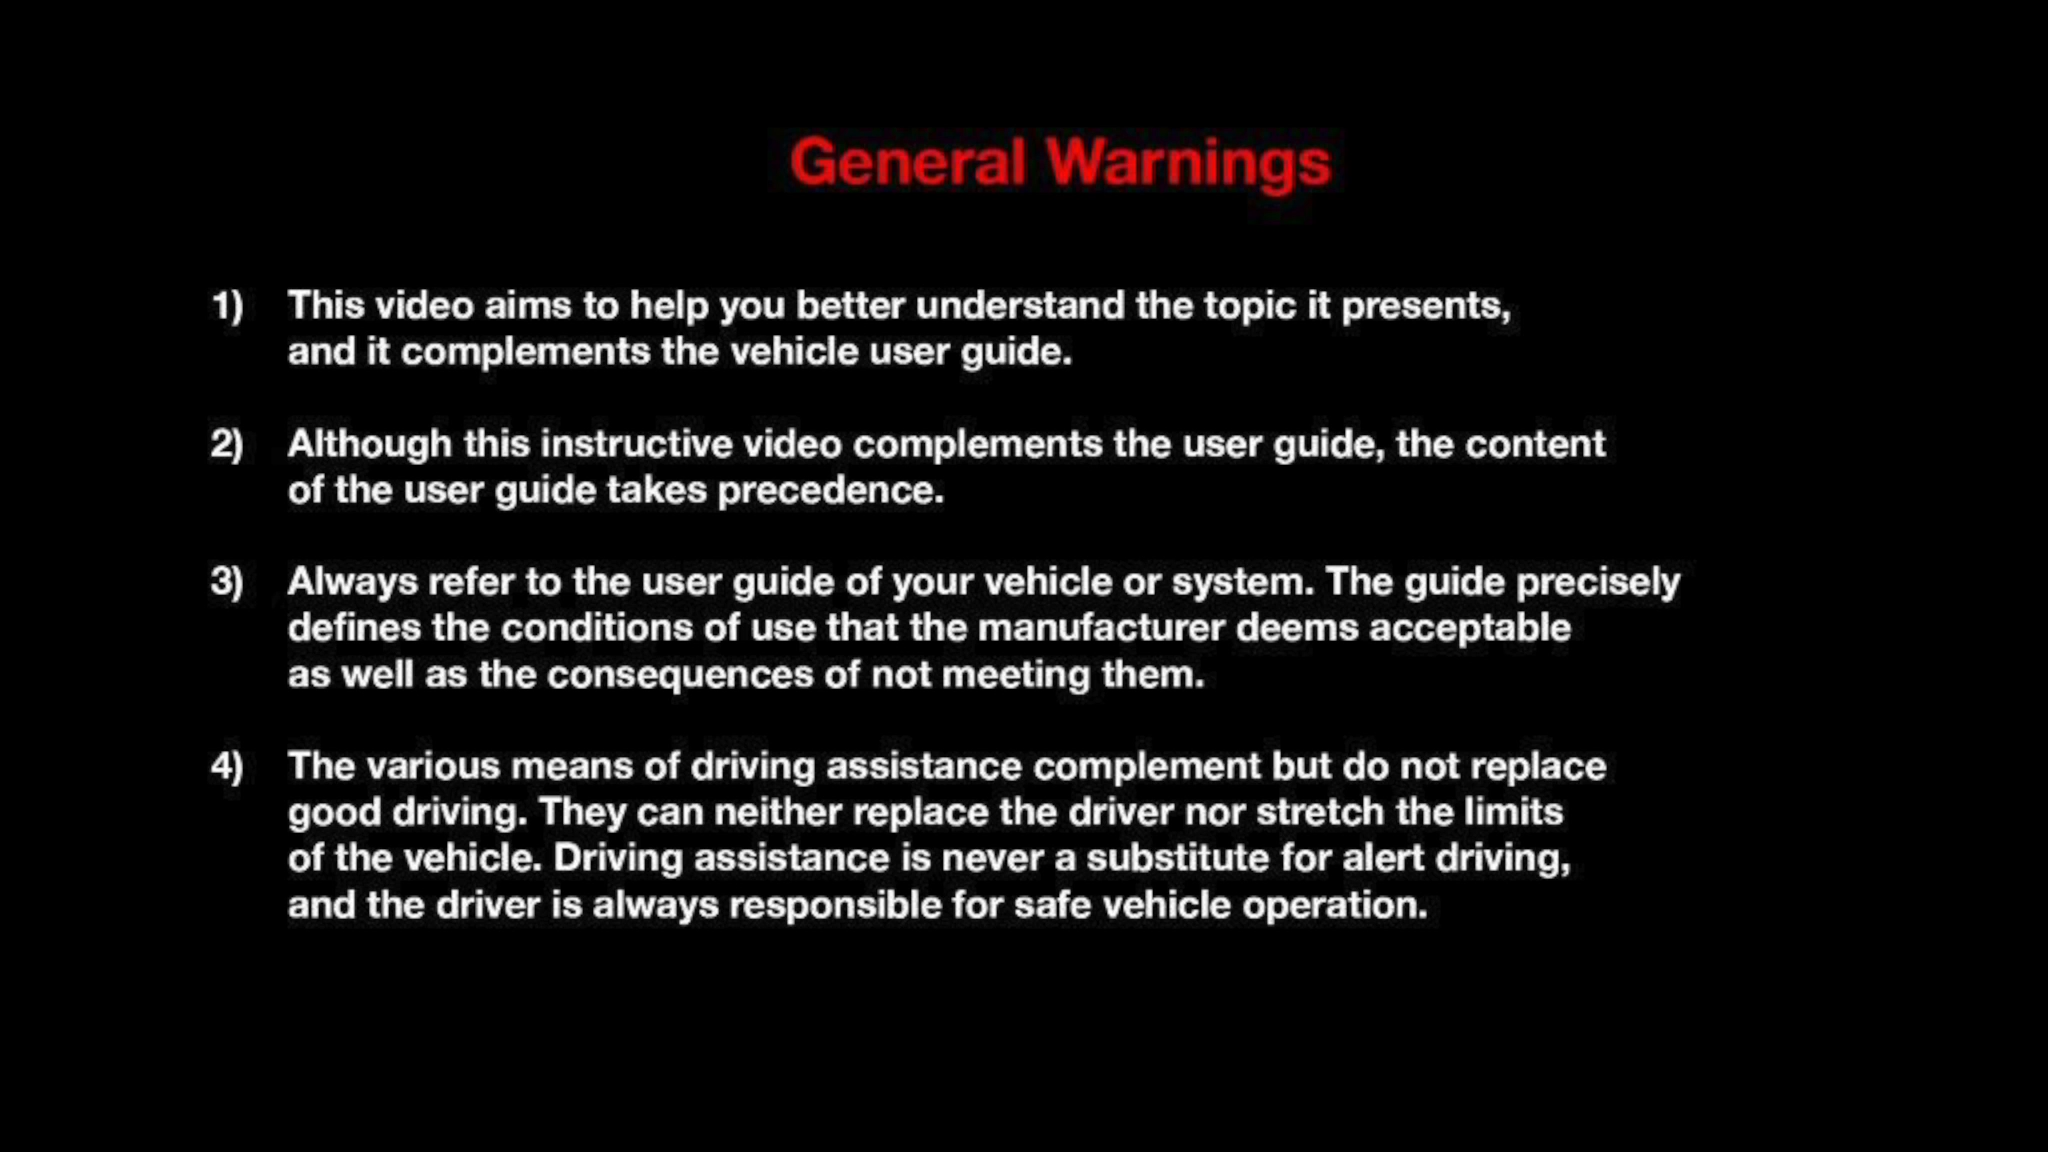 General Warnings
1) This video aims to help you better understand the topic it presents,
and it complements the vehicle user guide.
2) Although this instructive video complements the user guide, the content
of the user guide takes precedence.
3) Always refer to the user guide of your vehicle or system. The guide precisely
defines the conditions of use that the manufacturer deems acceptable
as well as the consequences of not meeting them.
4) The various means of driving assistance complement but do not replace
good driving. They can neither replace the driver nor stretch the limits
of the vehicle. Driving assistance is never a substitute for alert driving,
and the driver is always responsible for safe vehicle operation.